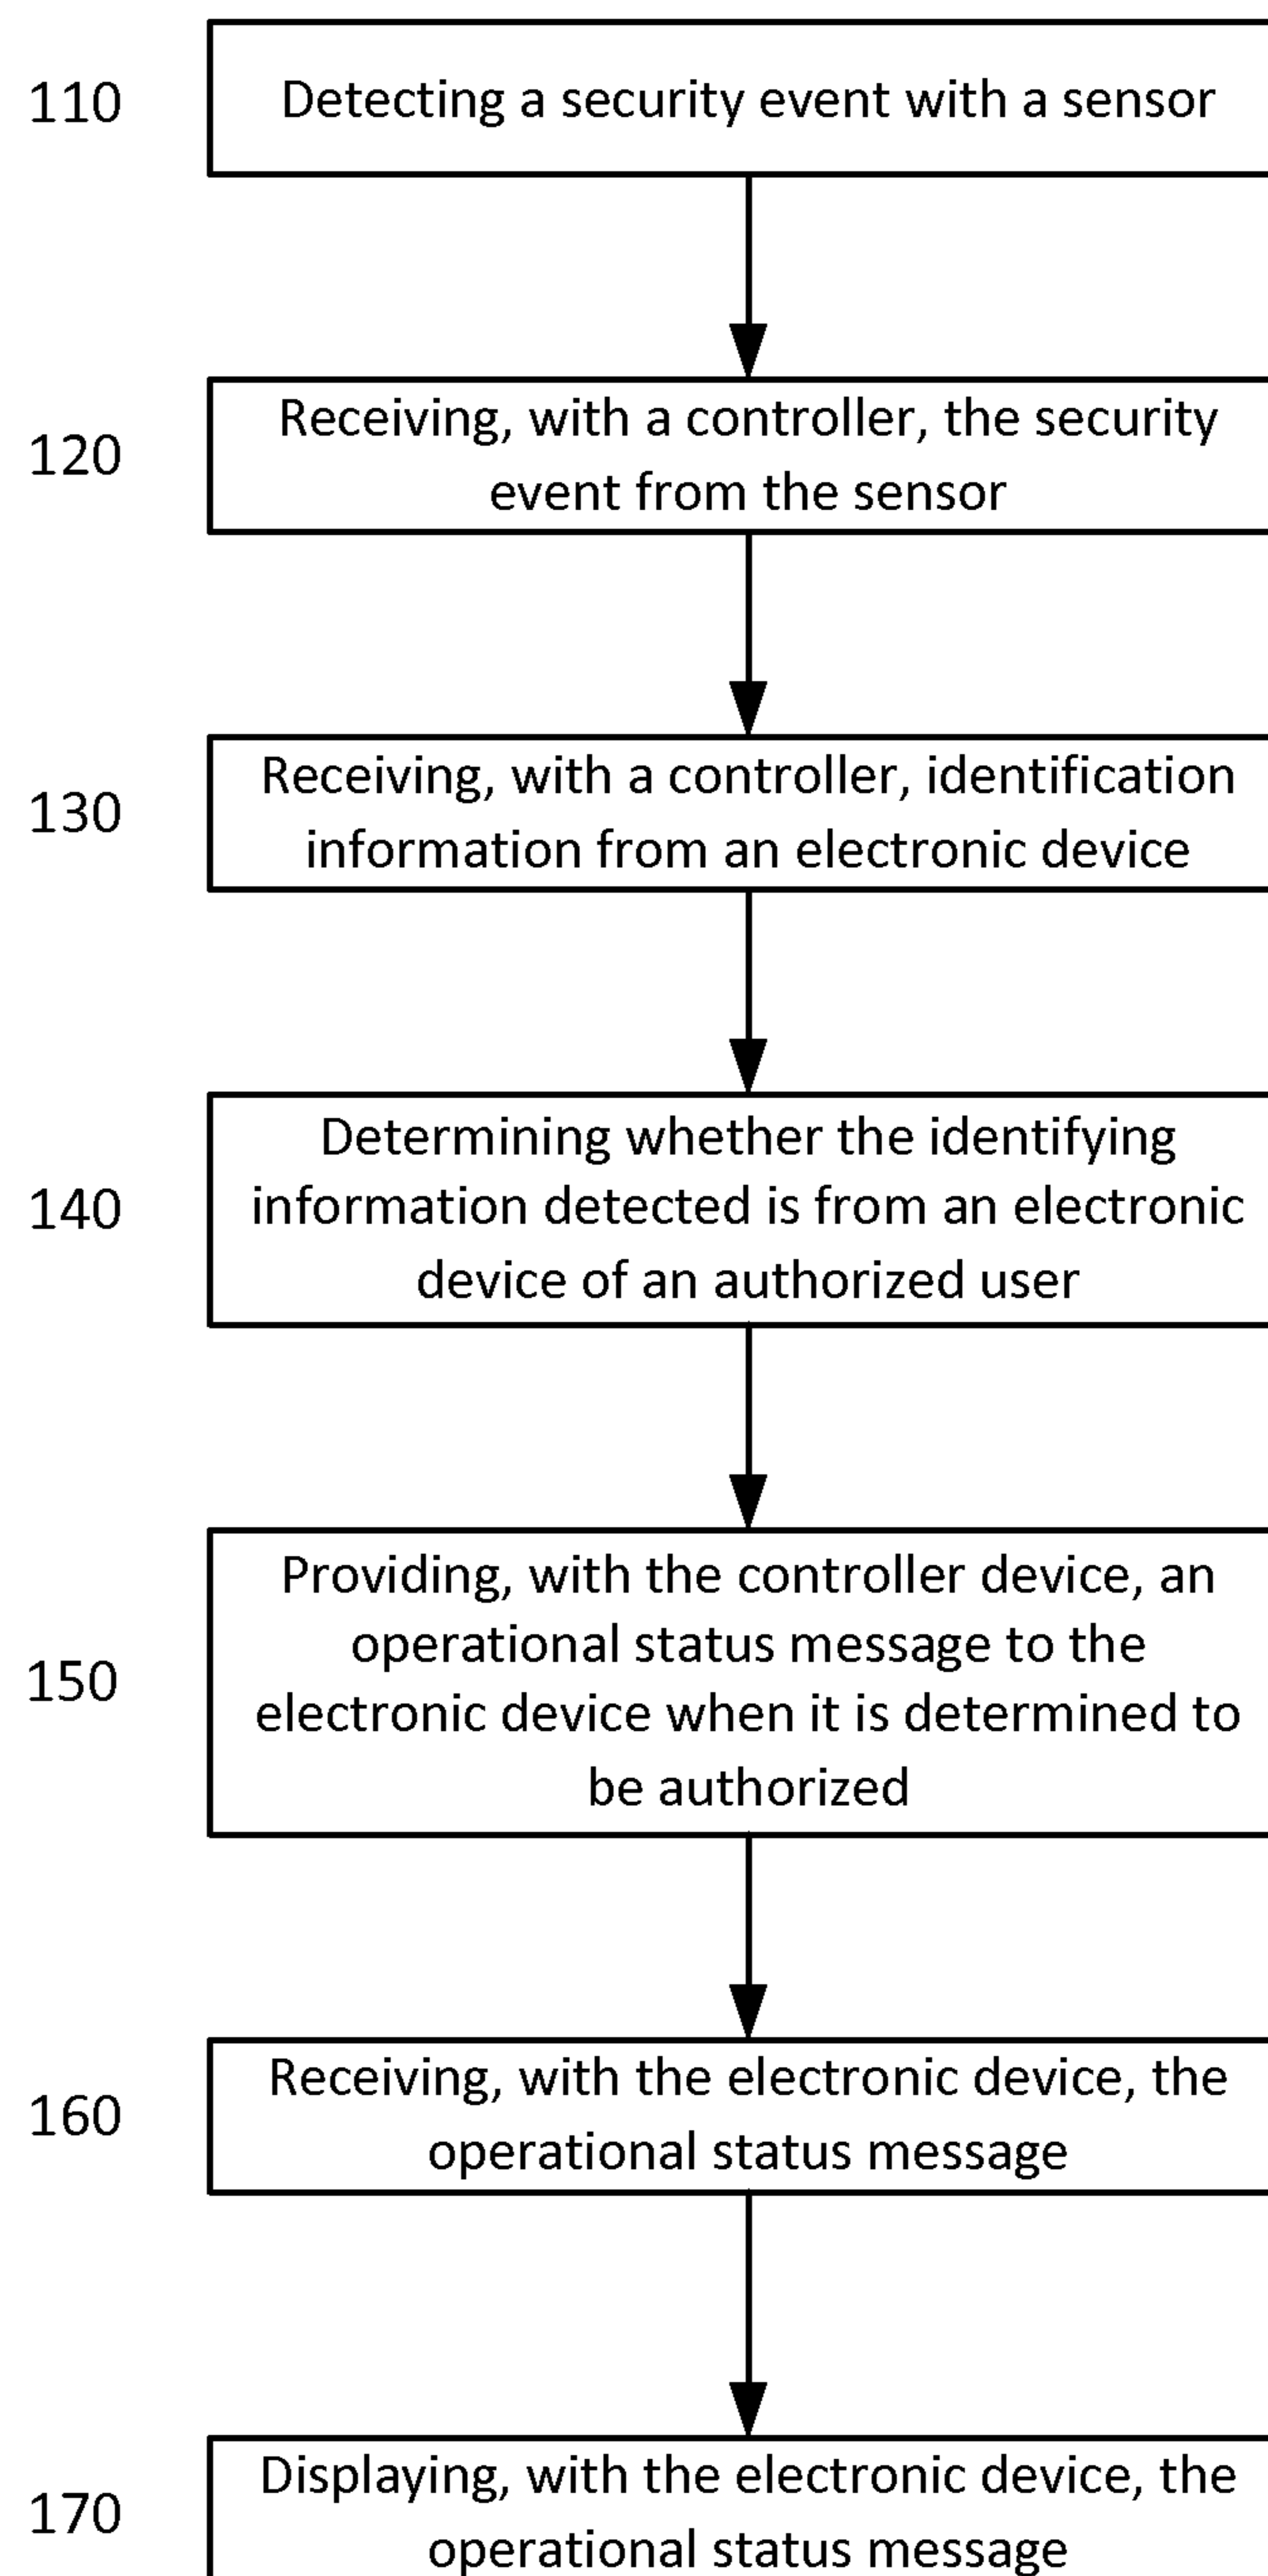 110
Detecting a security event with a sensor
120
Receiving, with a controller, the security
event from the sensor
130
Receiving, with a controller, identification
information from an electronic device
140
Determining whether the identifying
information detected is from an electronic
device of an authorized user
150
Providing, with the controller device, an
operational status message to the
electronic device when it is determined to
be authorized
160
Receiving, with the electronic device, the
operational status message
170
Displaying, with the electronic device, the
operational status message